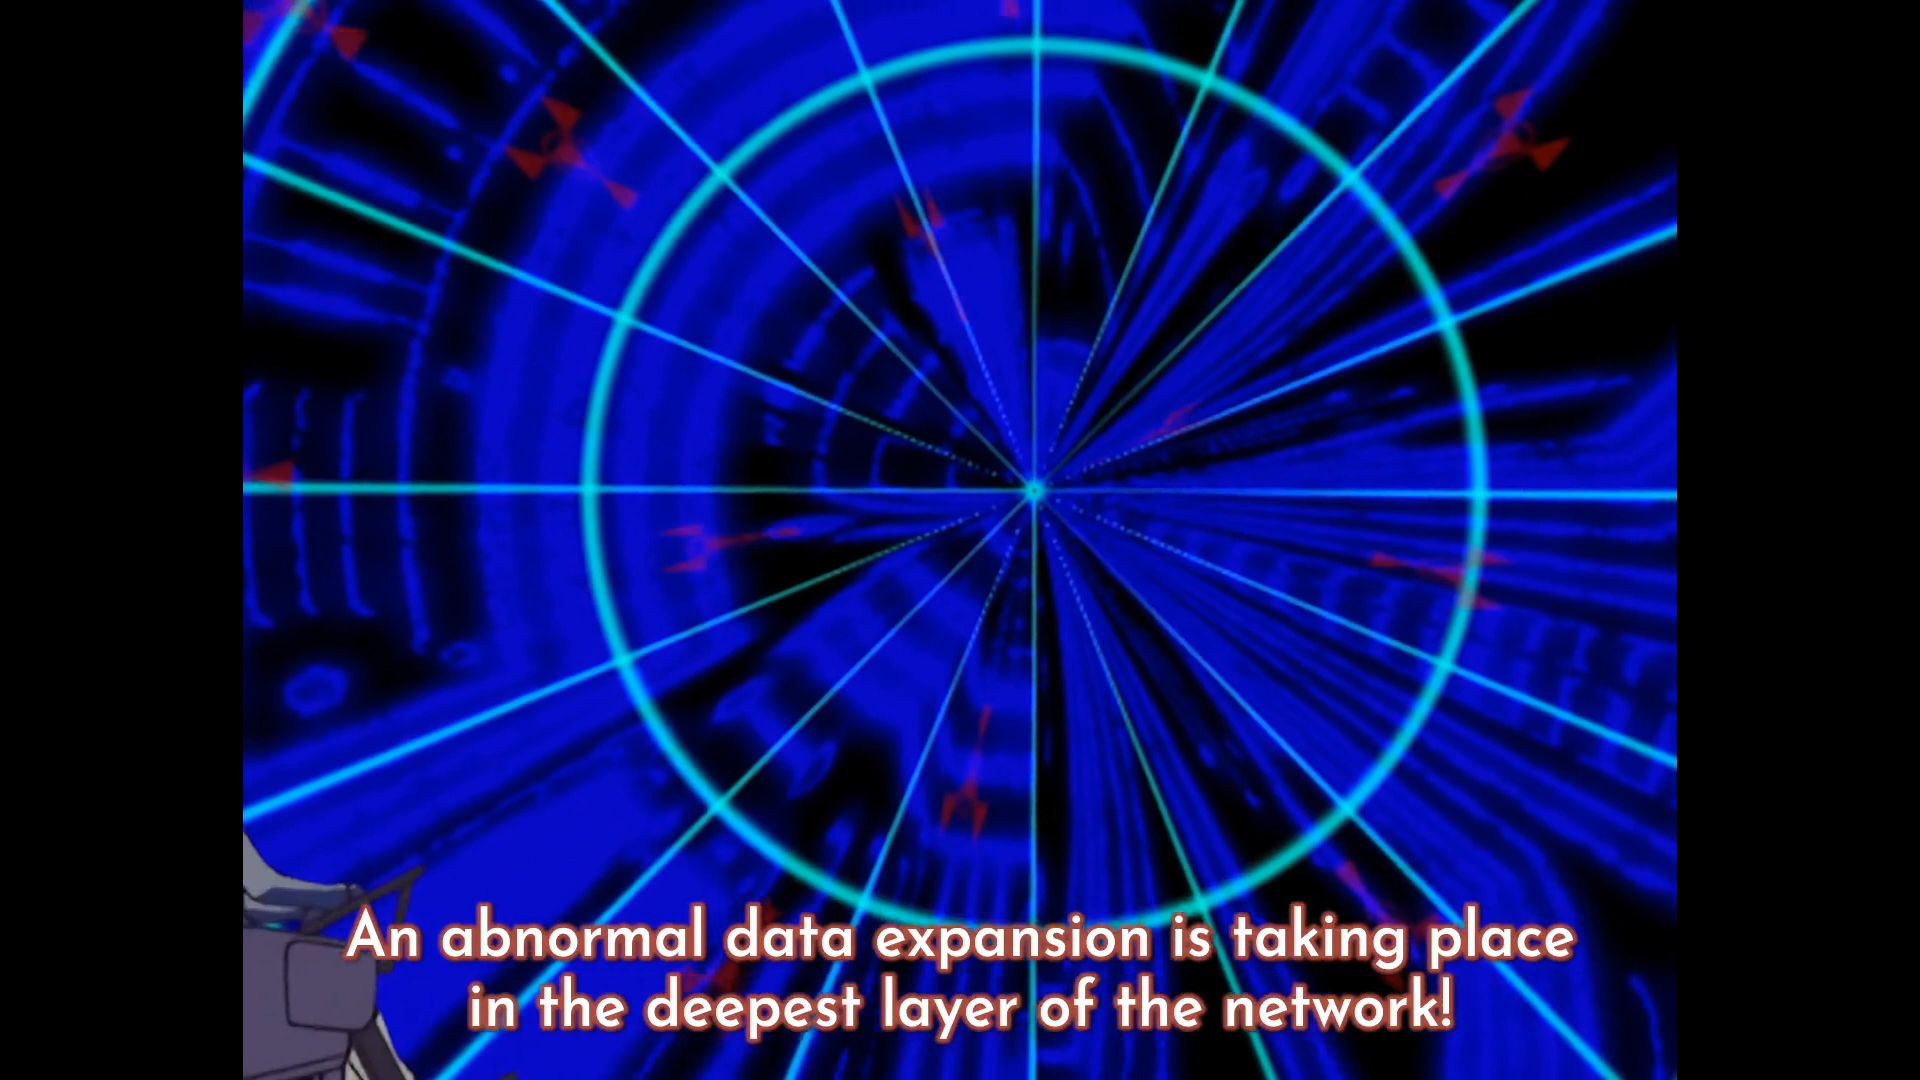 An abnormal data expansion is taking place
in the deepest layer of the network!